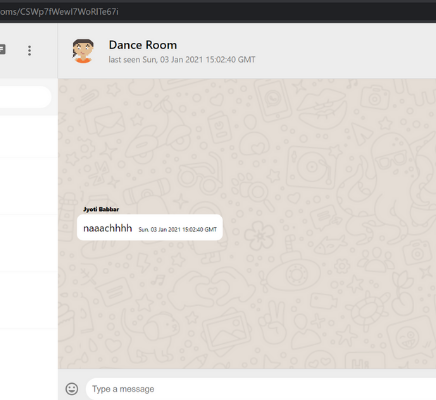 oms/CSWp7fWewI7WoRITe67i
Dance Room
last seen Sun, 03 Jan 2021 15:02:40 GMT
Jyoti Babbar
naaachhhh Sun, 03 Jan 2021 15:02:40 GMT
Type a message